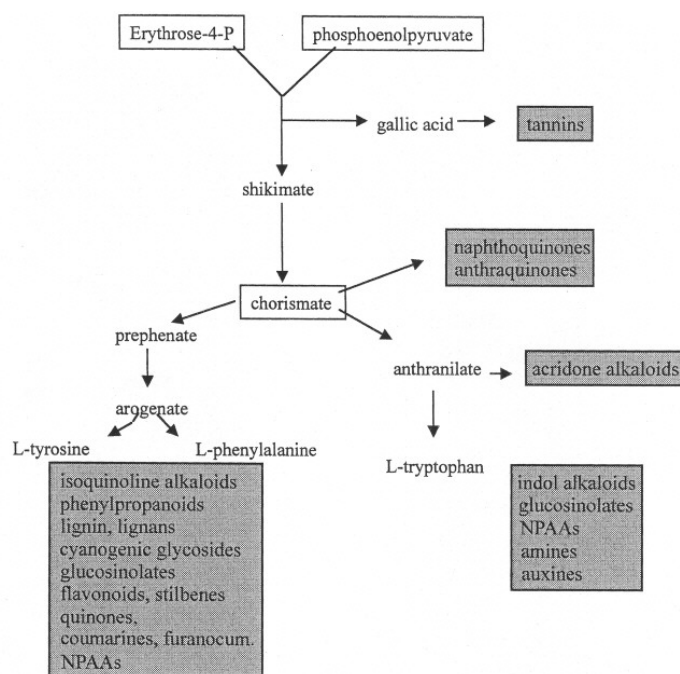 Erythrose-4-P
phosphoenolpyruvate
gallic acid
tannins
shikimate
naphthoquinones
anthraquinones
chorismate
prephenate
anthranilate
acridone alkaloids
arogenate
L-tyrosine
L-phenylalanine
L-tryptophan
isoquinoline alkaloids
phenylpropanoids
lignin, lignans
cyanogenic glycosides
glucosinolates
flavonoids, stilbenes
quinones,
coumarines, furanocum.
NPAAs
indol alkaloids
glucosinolates
NPAAs
amines
auxines